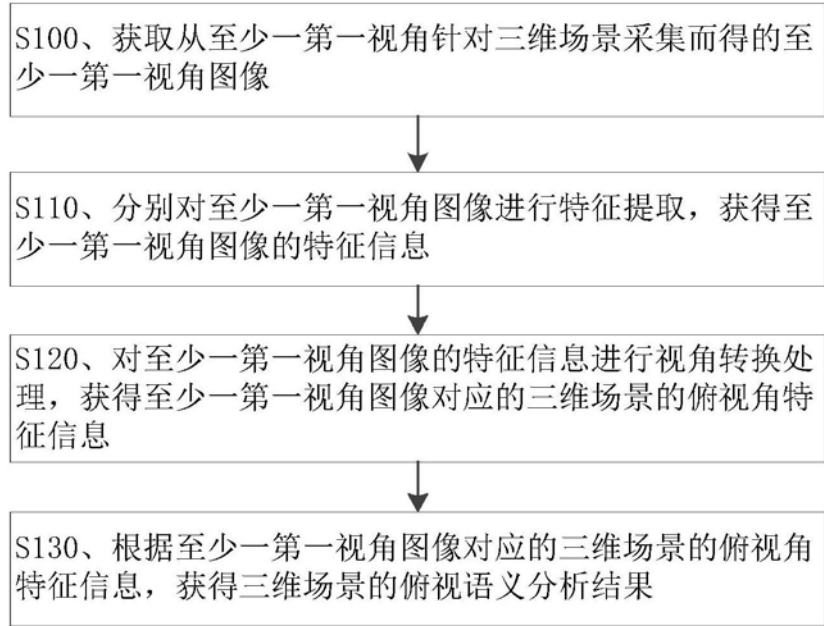 S100、获取从至少一第一视角针对三维场景采集而得的至
少一第一视角图像
S110、分别对至少一第一视角图像进行特征提取，获得至
少一第一视角图像的特征信息
S120、对至少一第一视角图像的特征信息进行视角转换处
理，获得至少一第一视角图像对应的三维场景的俯视角特
征信息
S130、根据至少一第一视角图像对应的三维场景的俯视角
特征信息，获得三维场景的俯视语义分析结果